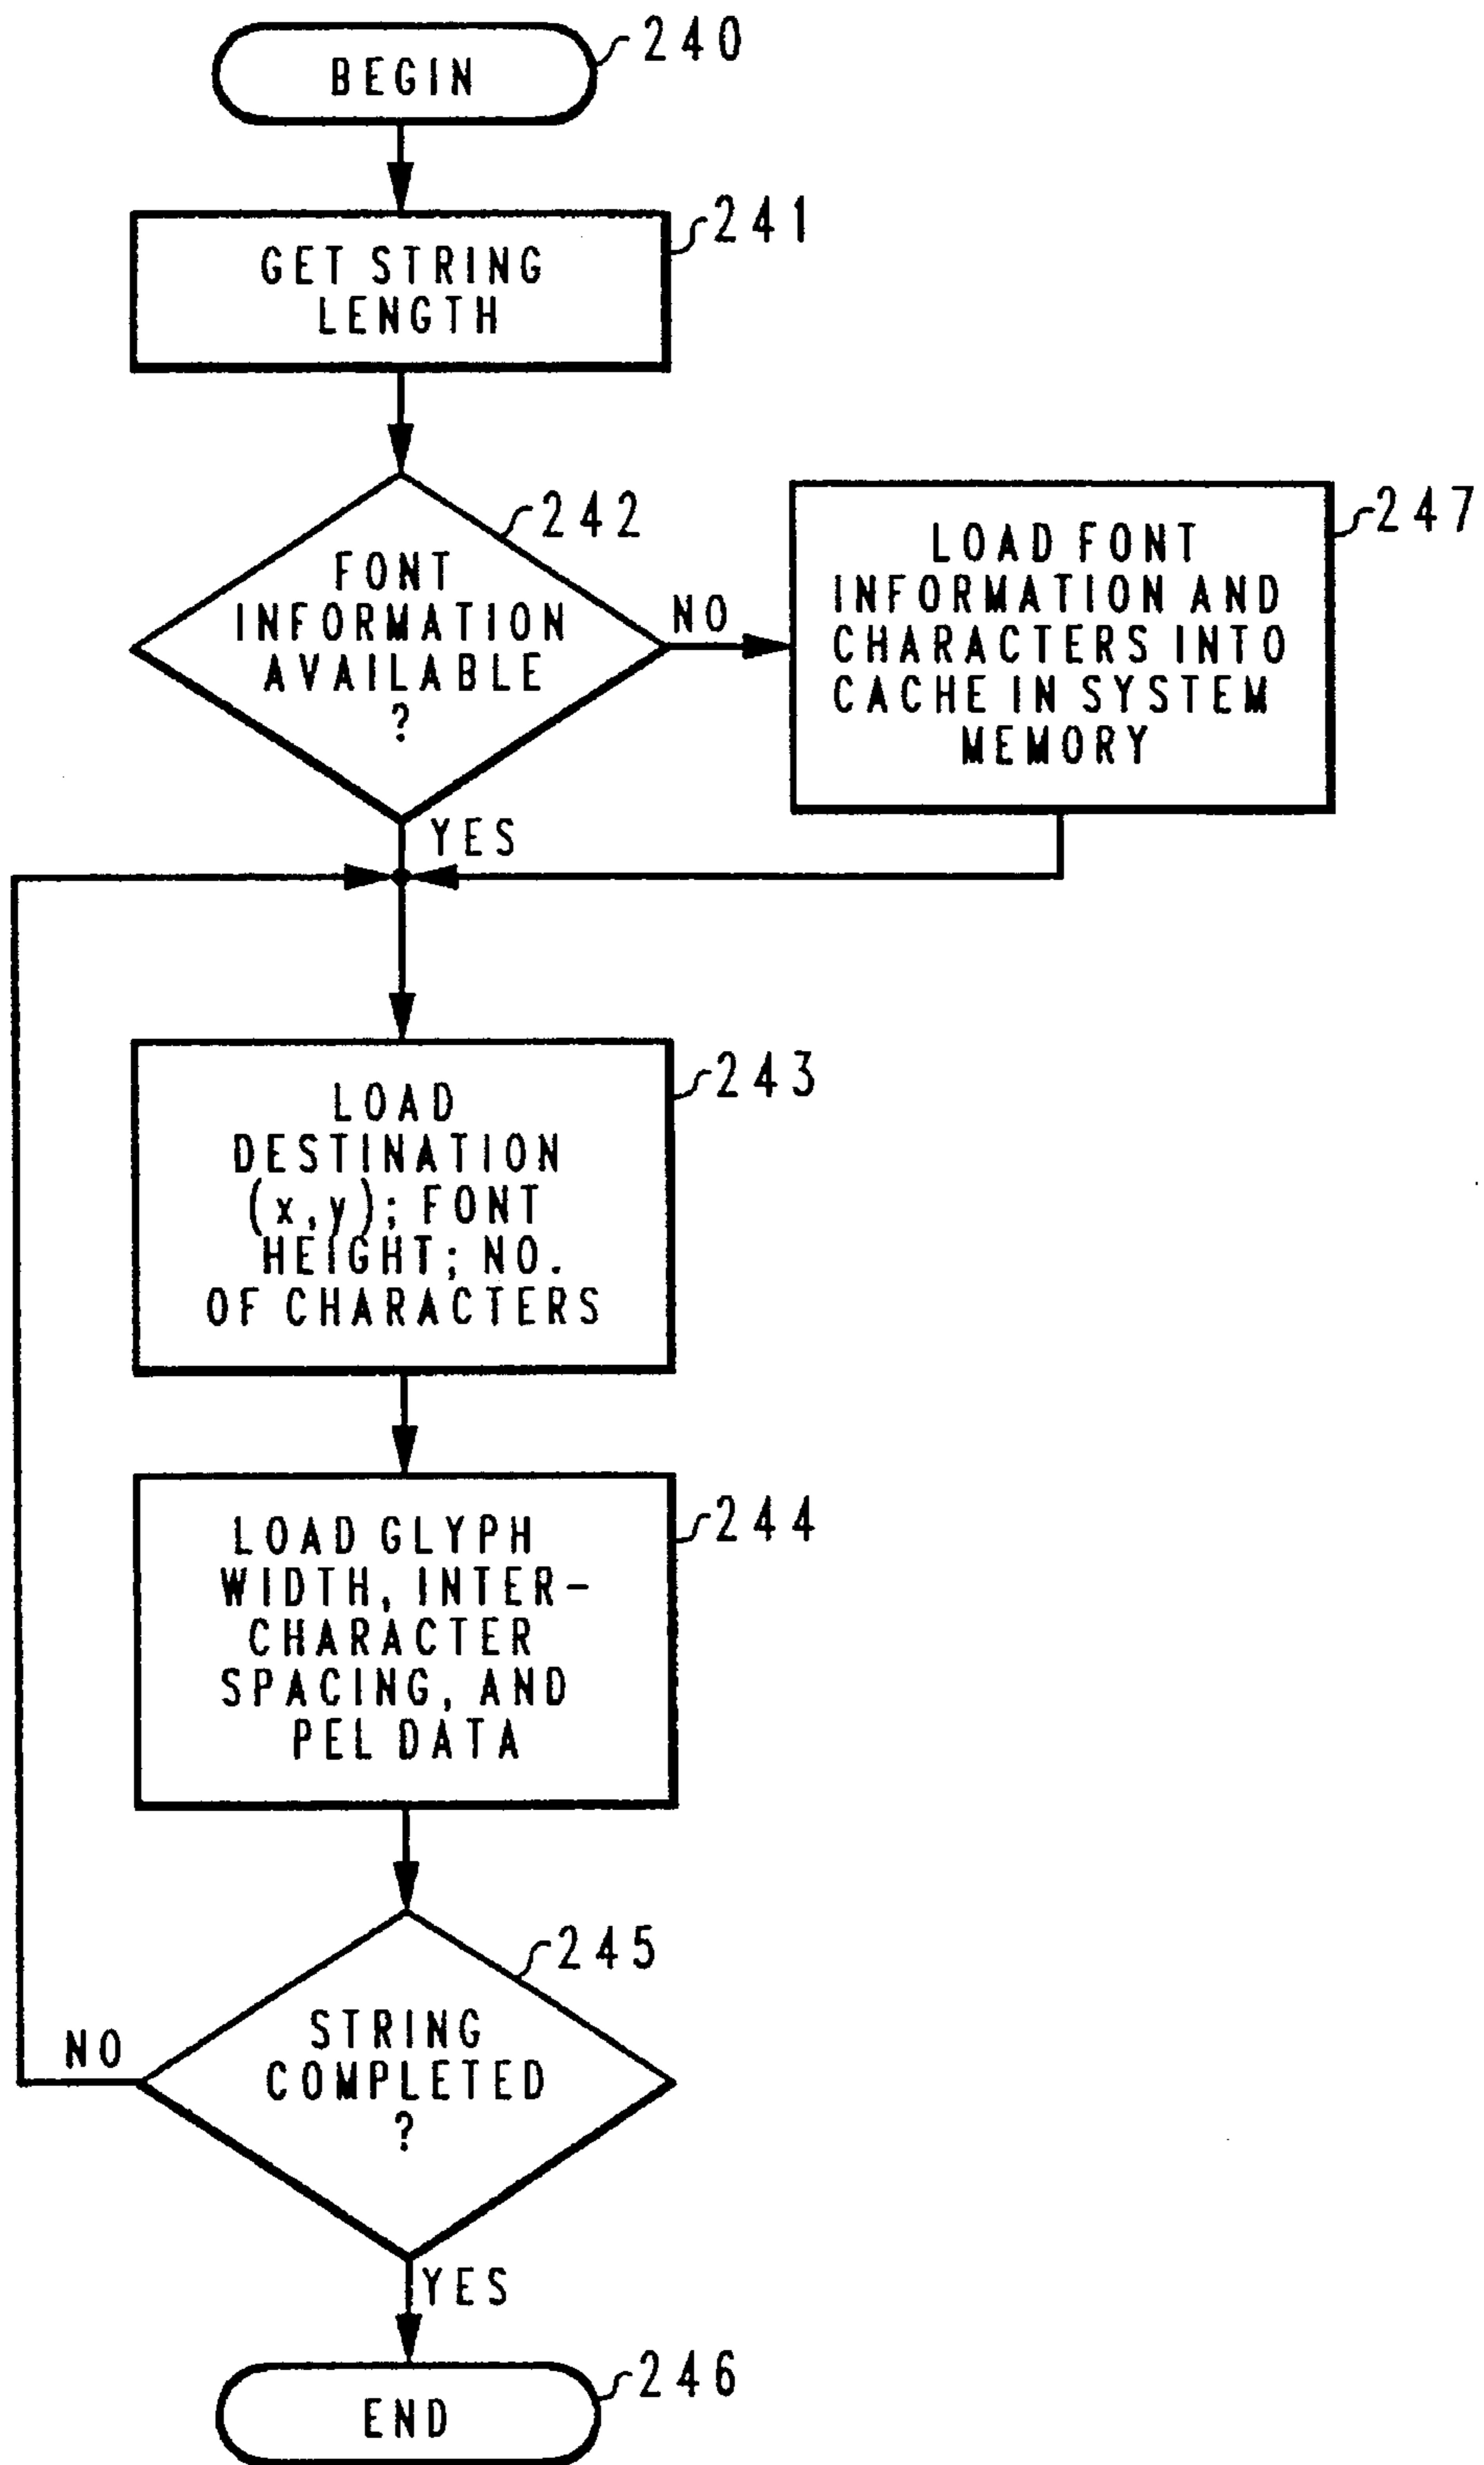 BEGIN
240
GET STRING
LENGTH
241
FONT
INFORMATION
AVAILABLE
?
242
NO
LOAD FONT
INFORMATION AND
CHARACTERS INTO
CACHE IN SYSTEM
MEMORY
247
YES
LOAD
DESTINATION
(x,y); FONT
HEIGHT; NO.
OF CHARACTERS
243
LOAD GLYPH
WIDTH, INTER-
CHARACTER
SPACING, AND
PEL DATA
244
STRING
COMPLETED
?
245
NO
YES
END
246